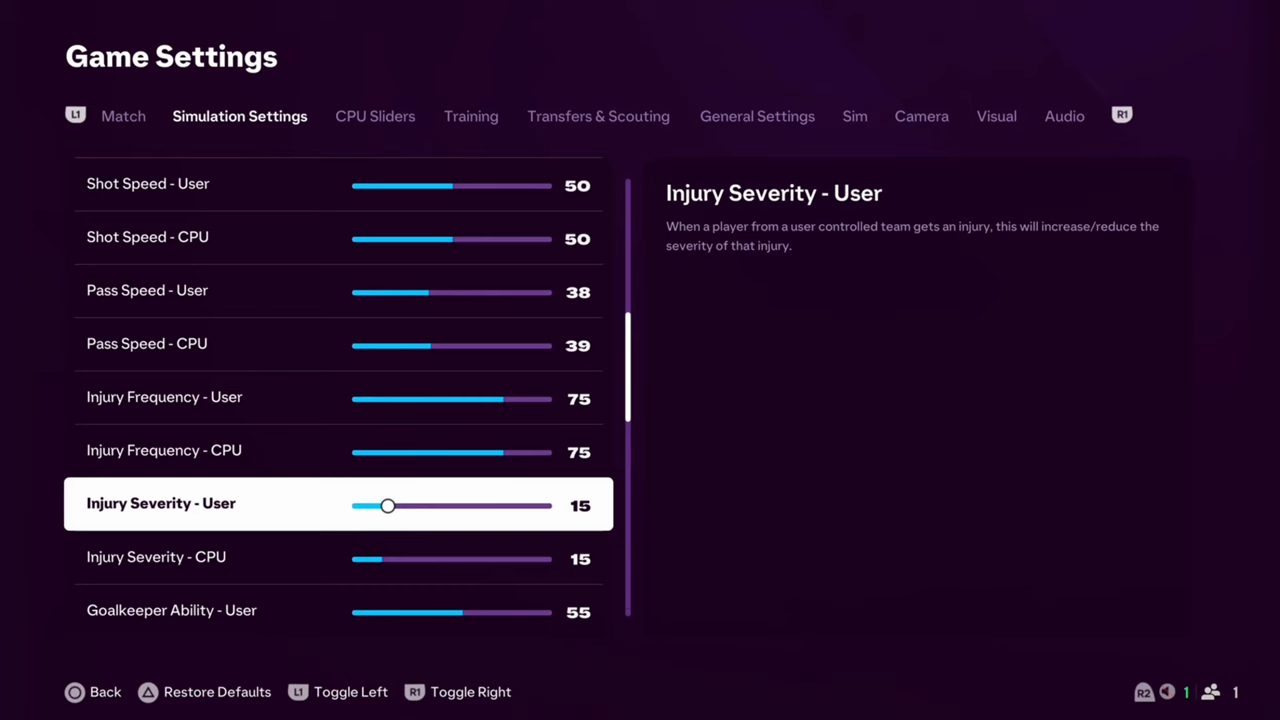 Game Settings
L1 Match Simulation Settings CPU Sliders Training Transfers & Scouting General Settings Sim Camera Visual Audio R1
Shot Speed - User 50
Shot Speed - CPU 50
Pass Speed - User 38
Pass Speed - CPU 39
Injury Frequency - User 75
Injury Frequency - CPU 75
Injury Severity - User 15
Injury Severity - CPU 15
Goalkeeper Ability - User 55
Injury Severity - User
When a player from a user controlled team gets an injury, this will increase/reduce the
severity of that injury.
Back Restore Defaults L1 Toggle Left R1 Toggle Right
R2 1 1